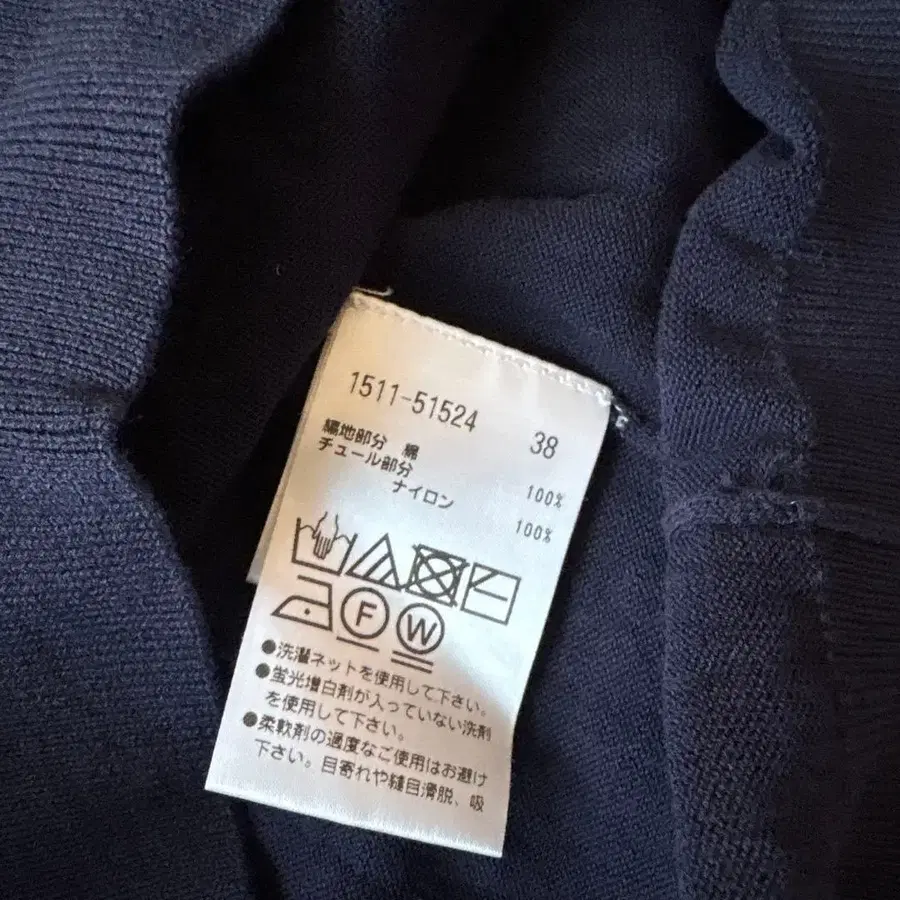 1511-51524 38
編地部分 綿 100%
チュール部分
ナイロン 100%
F W
●洗濯ネットを使用して下さい。
●蛍光増白剤が入っていない洗剤
を使用して下さい。
●柔軟剤の過度なご使用はお避け
下さい。目寄れや縫目滑脱、吸